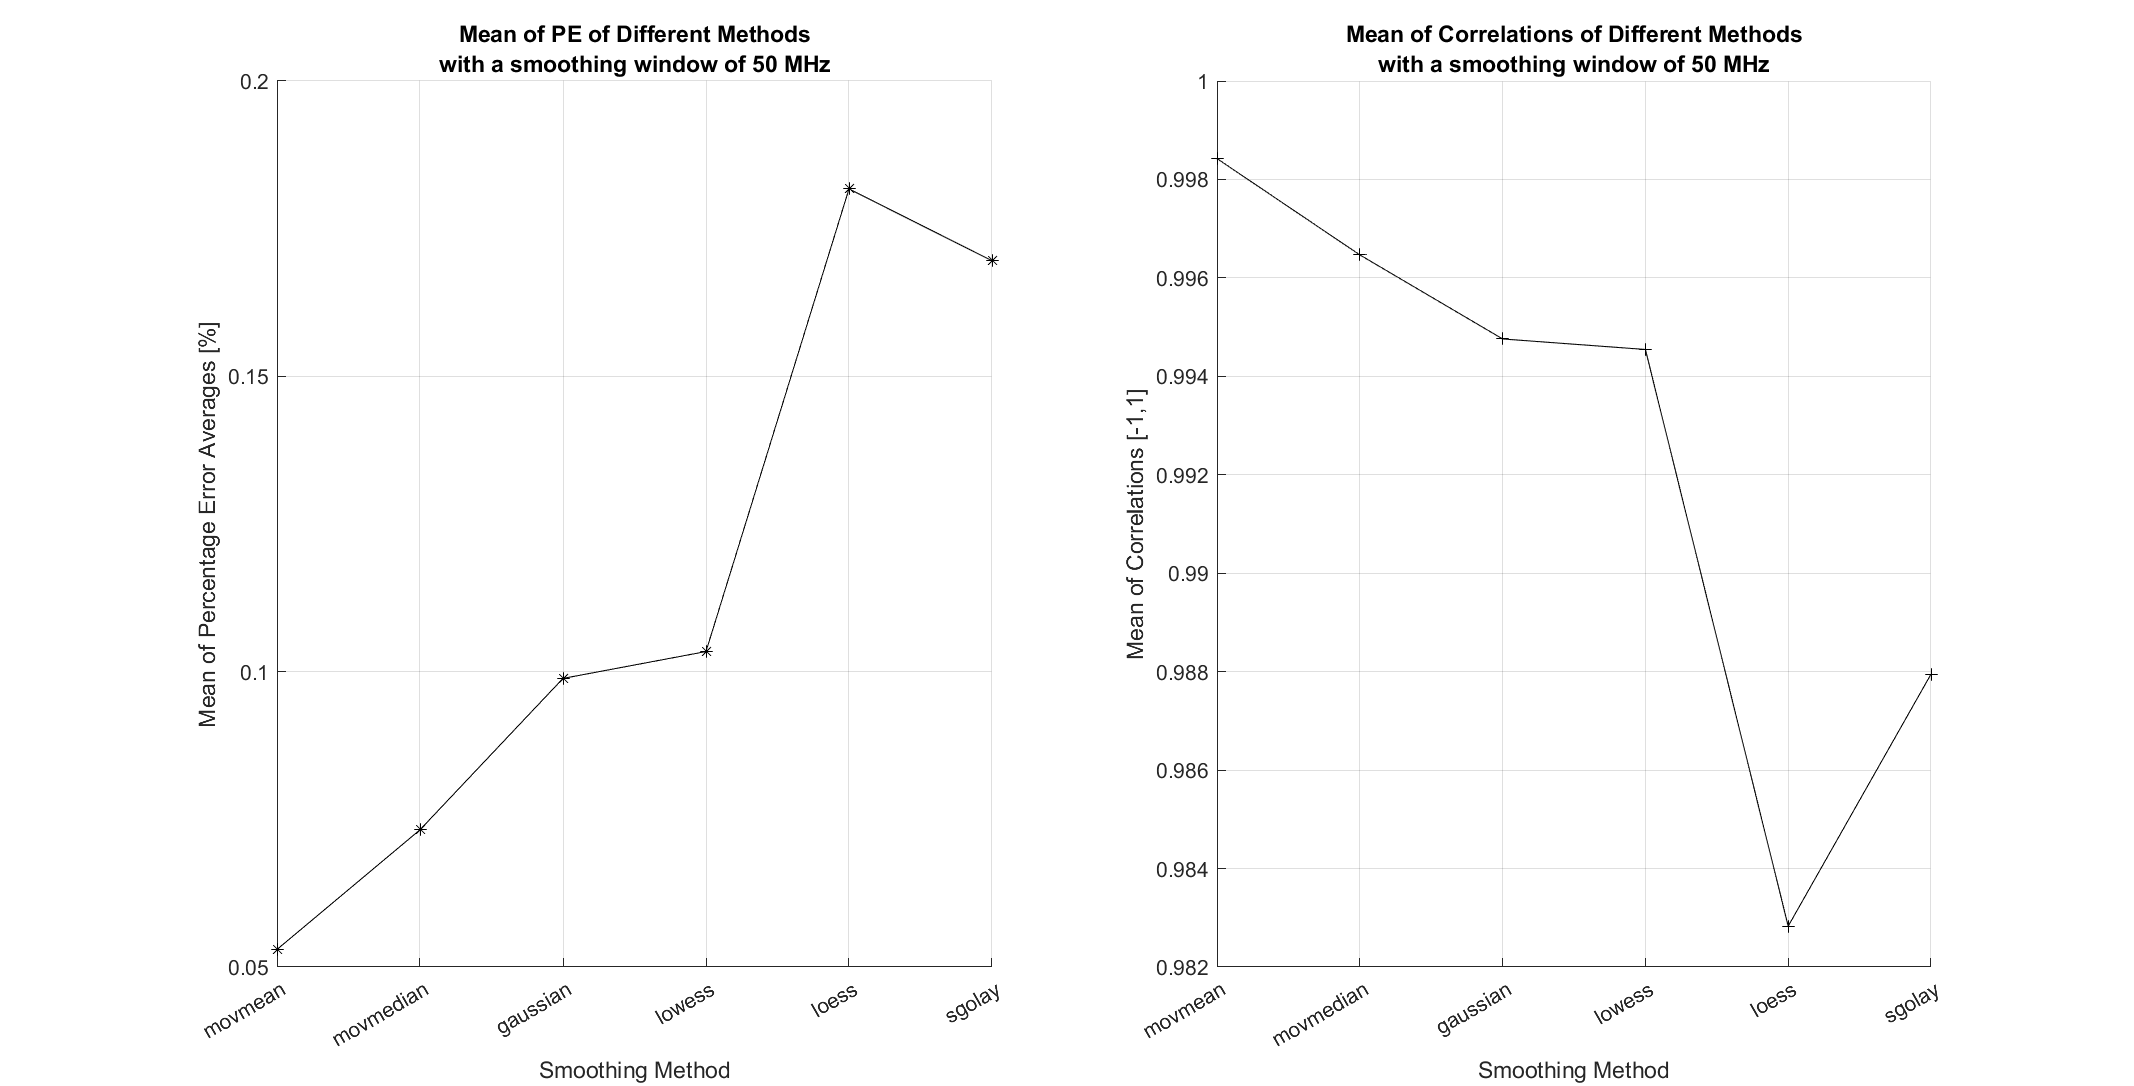 Mean of PE of Different Methods
with a smoothing window of 50 MHz
0.2
0.15
0.1
0.05
Mean of Percentage Error Averages [%]
movmean
movmedian
gaussian
lowess
loess
sgolay
Smoothing Method
Mean of Correlations of Different Methods
with a smoothing window of 50 MHz
1
0.998
0.996
0.994
0.992
0.99
0.988
0.986
0.984
0.982
Mean of Correlations [-1,1]
movmean
movmedian
gaussian
lowess
loess
sgolay
Smoothing Method